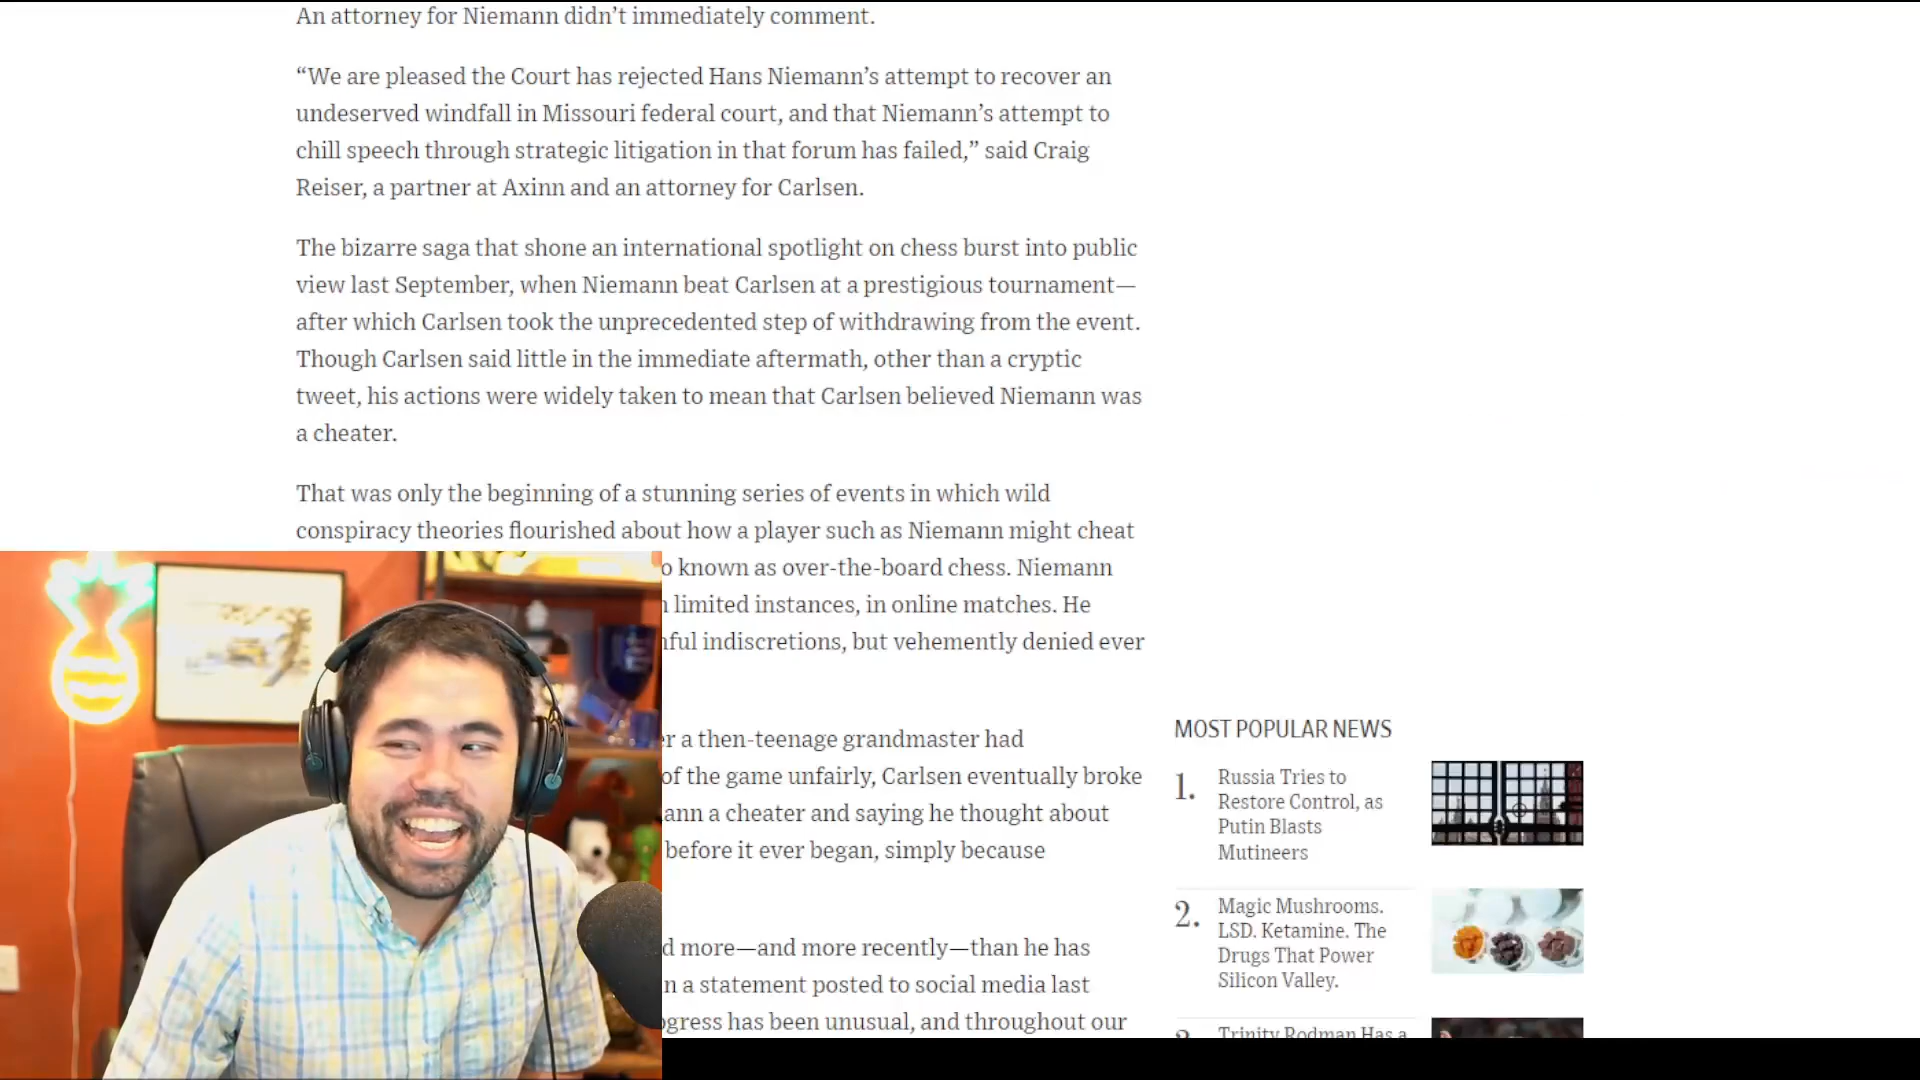 An attorney for Niemann didn’t immediately comment.
“We are pleased the Court has rejected Hans Niemann’s attempt to recover an
undeserved windfall in Missouri federal court, and that Niemann’s attempt to
chill speech through strategic litigation in that forum has failed,” said Craig
Reiser, a partner at Axinn and an attorney for Carlsen.
The bizarre saga that shone an international spotlight on chess burst into public
view last September, when Niemann beat Carlsen at a prestigious tournament—
after which Carlsen took the unprecedented step of withdrawing from the event.
Though Carlsen said little in the immediate aftermath, other than a cryptic
tweet, his actions were widely taken to mean that Carlsen believed Niemann was
a cheater.
That was only the beginning of a stunning series of events in which wild
conspiracy theories flourished about how a player such as Niemann might cheat
known as over-the-board chess. Niemann
limited instances, in online matches. He
indiscretions, but vehemently denied ever
a then-teenage grandmaster had
of the game unfairly, Carlsen eventually broke
a cheater and saying he thought about
before it ever began, simply because
more—and more recently—than he has
a statement posted to social media last
has been unusual, and throughout our
MOST POPULAR NEWS
1. Russia Tries to
Restore Control, as
Putin Blasts
Mutineers
2. Magic Mushrooms.
LSD. Ketamine. The
Drugs That Power
Silicon Valley.
Trinity Rodman Has a